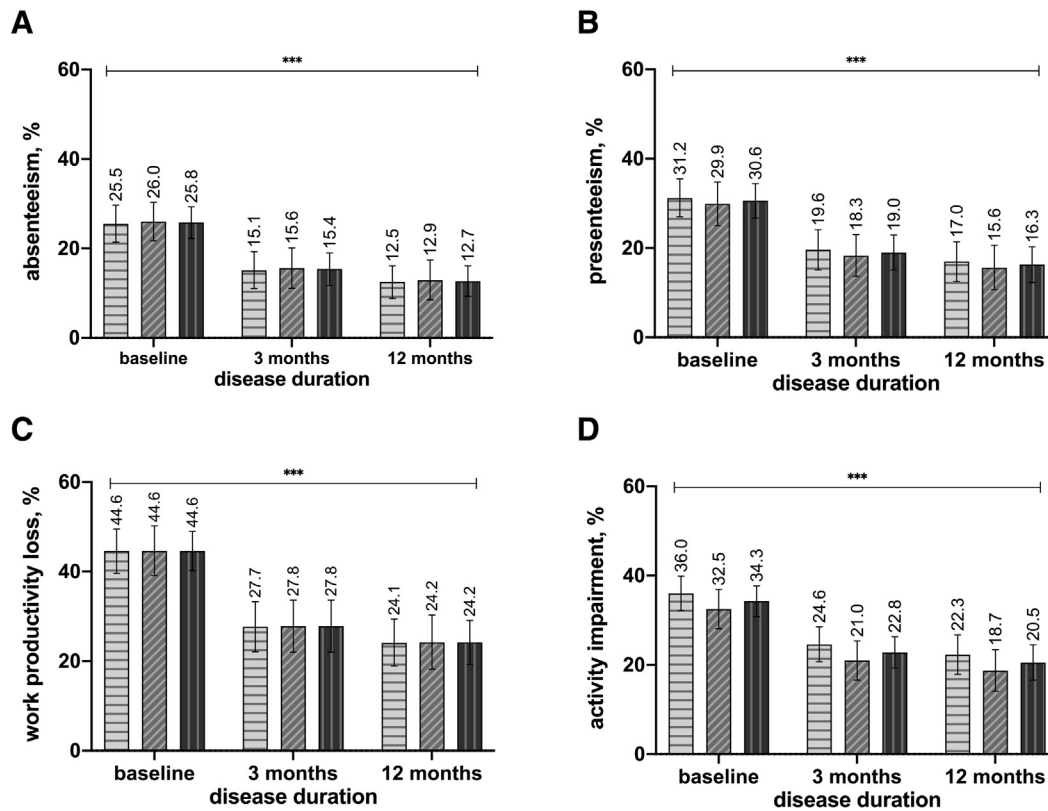 A
***
60
40
20
0
absenteeism, %
25.5
26.0
25.8
15.1
15.6
15.4
12.5
12.9
12.7
baseline
3 months
12 months
disease duration
B
***
60
40
20
0
presenteeism, %
31.2
29.9
30.6
19.6
18.3
19.0
17.0
15.6
16.3
baseline
3 months
12 months
disease duration
C
***
60
40
20
0
work productivity loss, %
44.6
44.6
44.6
27.7
27.8
27.8
24.1
24.2
24.2
baseline
3 months
12 months
disease duration
D
***
60
40
20
0
activity impairment, %
36.0
32.5
34.3
24.6
21.0
22.8
22.3
18.7
20.5
baseline
3 months
12 months
disease duration